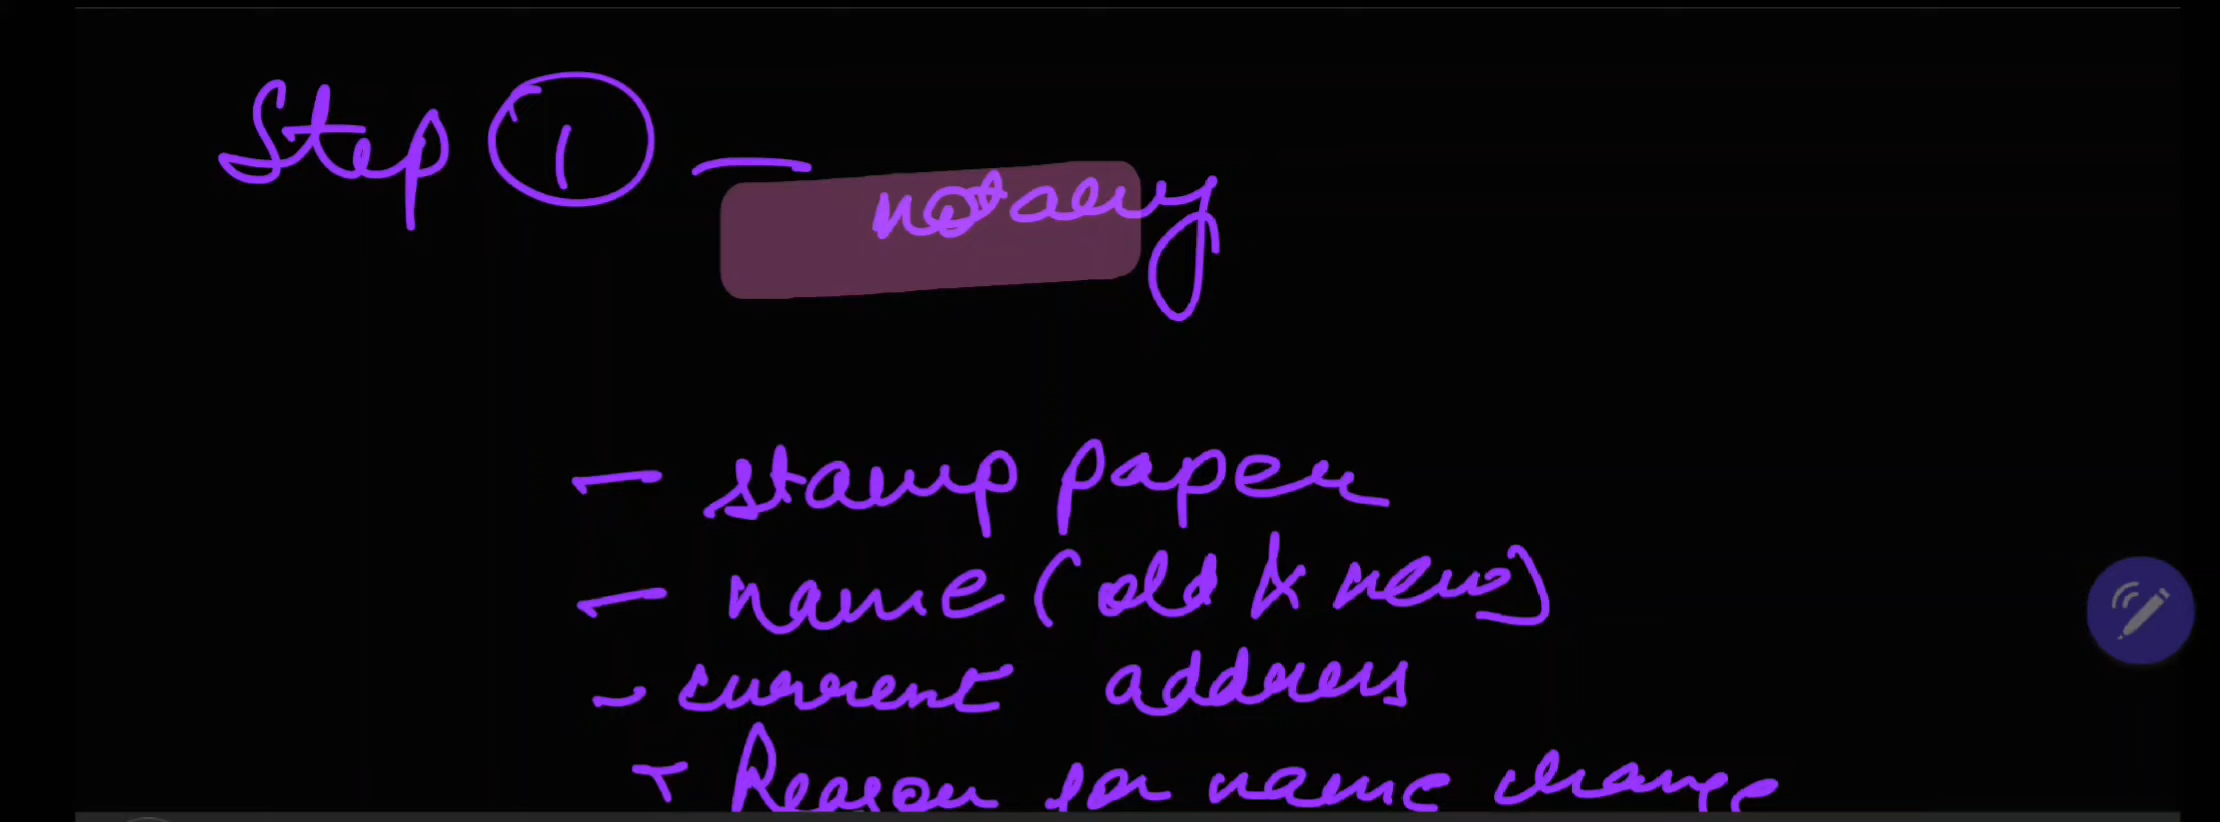 Step ① - notary
- stamp paper
- name (old & new)
- current address
- Reason for name change